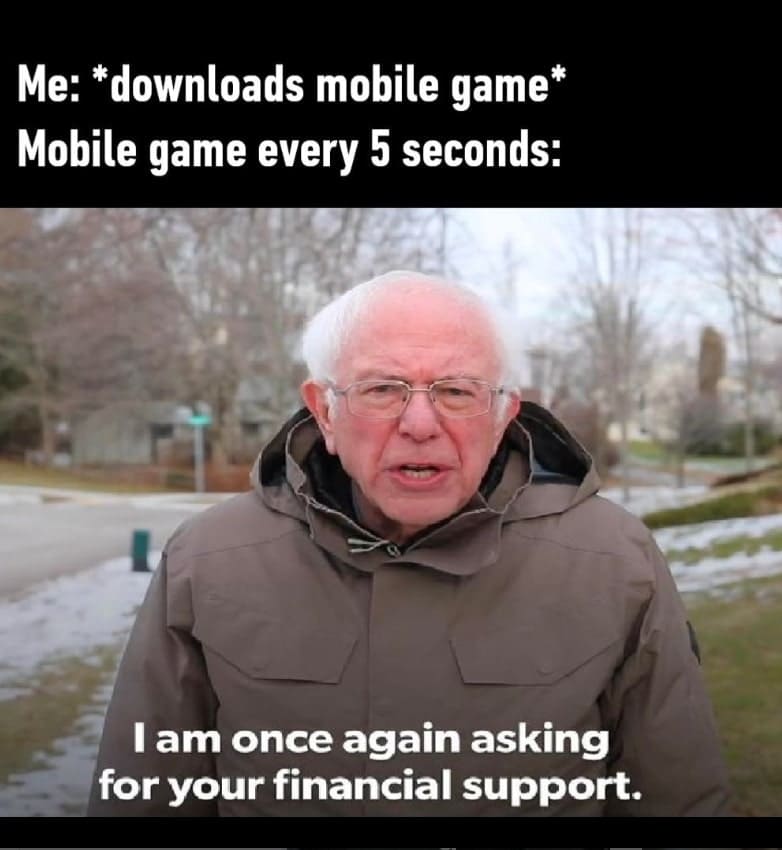 Me: *downloads mobile game*
Mobile game every 5 seconds:
I am once again asking
for your financial support.